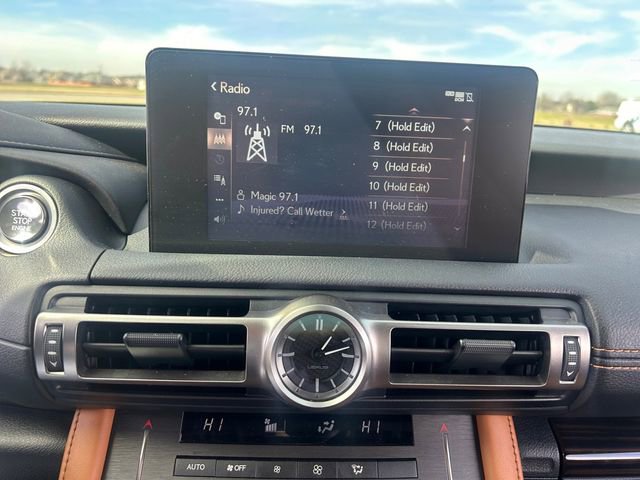 Radio
97.1
FM 97.1
Magic 97.1
Injured? Call Wetter
7 (Hold Edit)
8 (Hold Edit)
9 (Hold Edit)
10 (Hold Edit)
11 (Hold Edit)
12 (Hold Edit)
START
STOP
ENGINE
LEXUS
HI
HI
AUTO
OFF